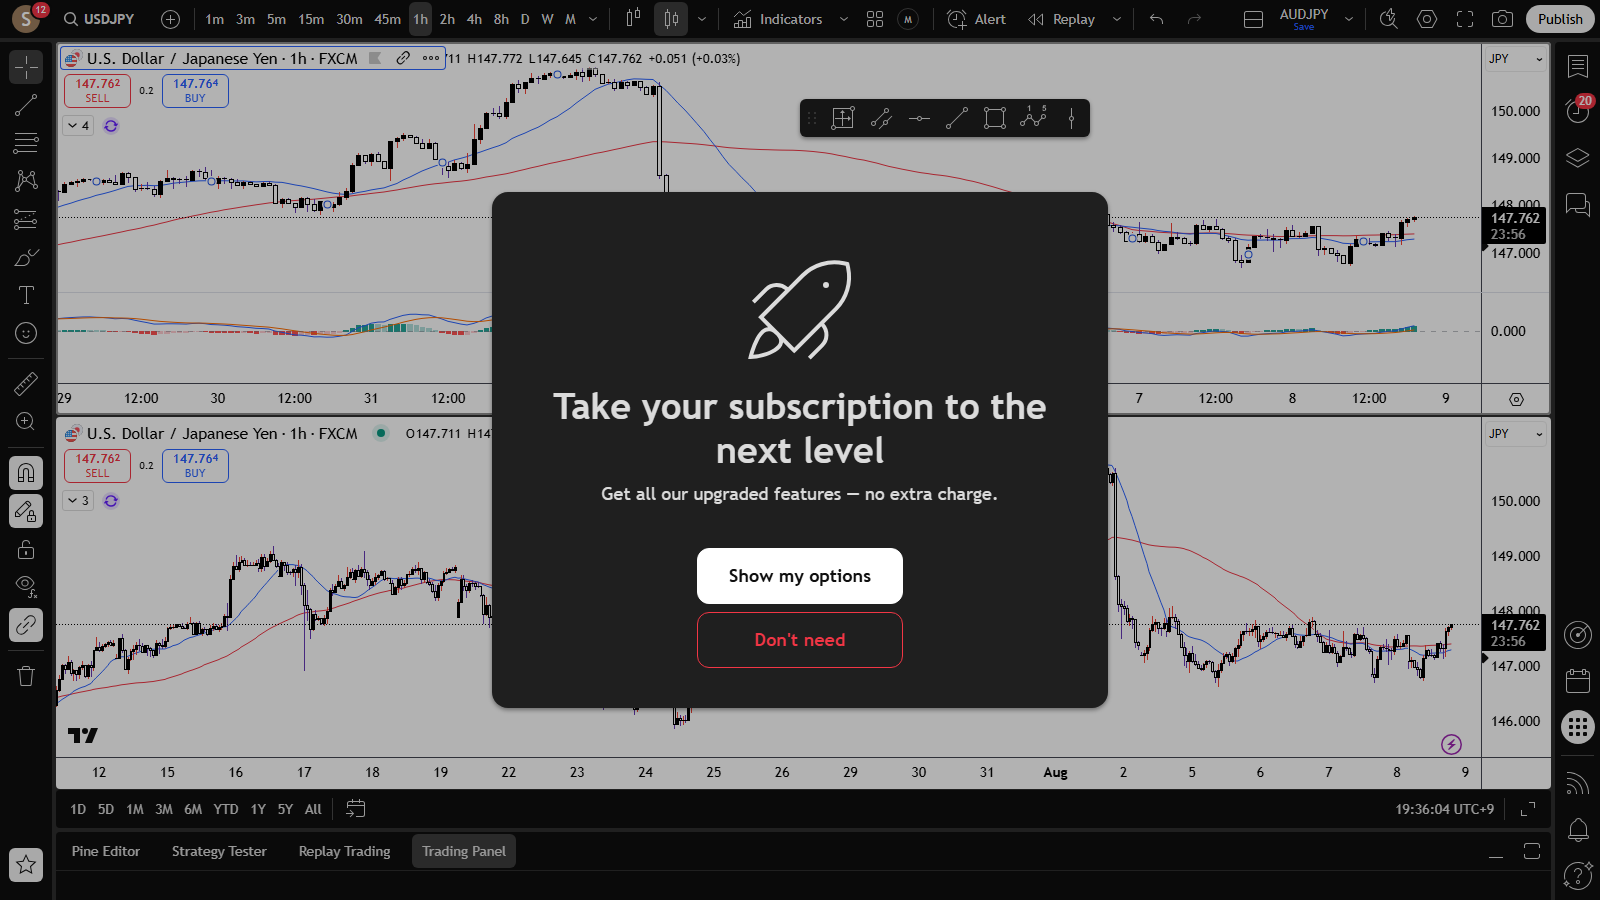 S 12 USDJPY 1m 3m 5m 15m 30m 45m 1h 2h 4h 8h D W M Indicators M Alert Replay AUDJPY Save Publish
U.S. Dollar / Japanese Yen · 1h · FXCM 711 H147.772 L147.645 C147.762 +0.051 (+0.03%) JPY
147.762 SELL 0.2 147.764 BUY
4
1 5
20
150.000
149.000
148.000
147.762
23:56
147.000
0.000
Take your subscription to the
next level
Get all our upgraded features — no extra charge.
Show my options
Don't need
29 12:00 30 12:00 31 12:00 7 12:00 8 12:00 9
U.S. Dollar / Japanese Yen · 1h · FXCM O147.711 H147 JPY
147.762 SELL 0.2 147.764 BUY
3
150.000
149.000
148.000
147.762
23:56
147.000
146.000
12 15 16 17 18 19 22 23 24 25 26 29 30 31 Aug 2 5 6 7 8 9
1D 5D 1M 3M 6M YTD 1Y 5Y All 19:36:04 UTC+9
Pine Editor Strategy Tester Replay Trading Trading Panel